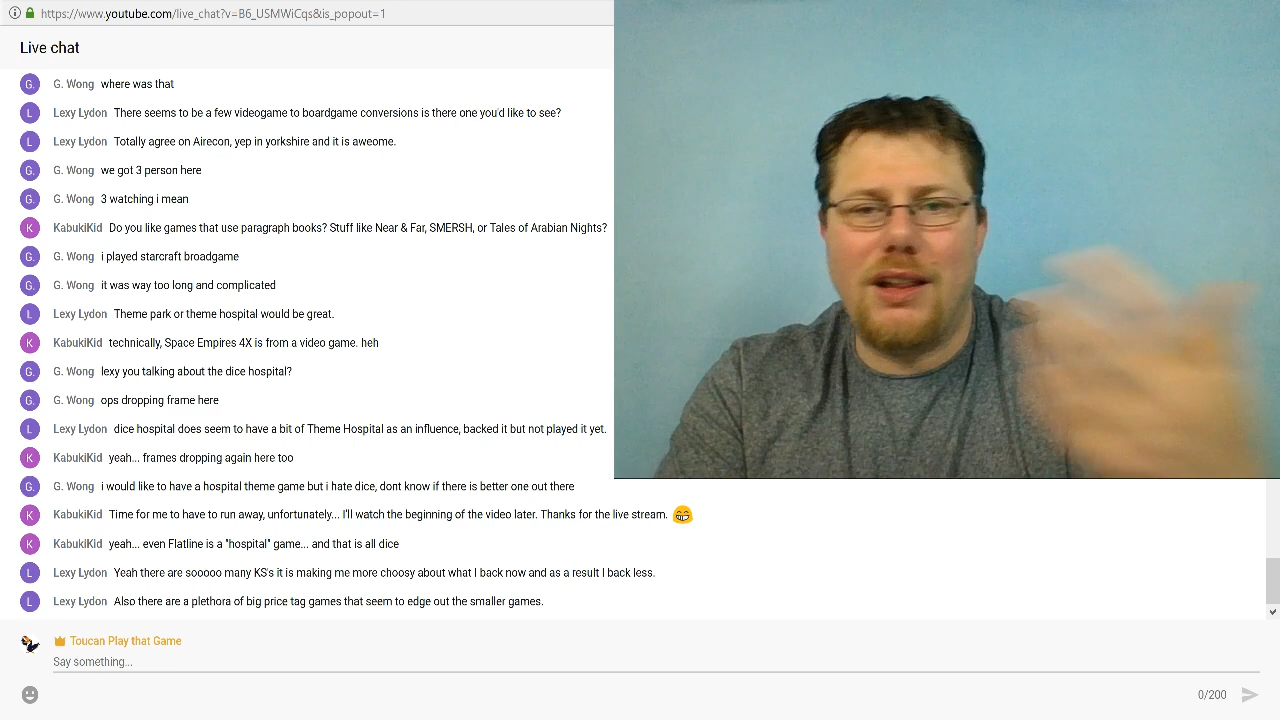 https://www.youtube.com/live_chat?v=B6_USMWiCqs&is_popout=1
Live chat
G. G. Wong where was that
L Lexy Lydon There seems to be a few videogame to boardgame conversions is there one you'd like to see?
L Lexy Lydon Totally agree on Airecon, yep in yorkshire and it is aweome.
G. G. Wong we got 3 person here
G. G. Wong 3 watching i mean
K KabukiKid Do you like games that use paragraph books? Stuff like Near & Far, SMERSH, or Tales of Arabian Nights?
G. G. Wong i played starcraft broadgame
G. G. Wong it was way too long and complicated
L Lexy Lydon Theme park or theme hospital would be great.
K KabukiKid technically, Space Empires 4X is from a video game. heh
G. G. Wong lexy you talking about the dice hospital?
G. G. Wong ops dropping frame here
L Lexy Lydon dice hospital does seem to have a bit of Theme Hospital as an influence, backed it but not played it yet.
K KabukiKid yeah... frames dropping again here too
G. G. Wong i would like to have a hospital theme game but i hate dice, dont know if there is better one out there
K KabukiKid Time for me to have to run away, unfortunately... I'll watch the beginning of the video later. Thanks for the live stream.
K KabukiKid yeah... even Flatline is a "hospital" game... and that is all dice
L Lexy Lydon Yeah there are sooooo many KS's it is making me more choosy about what I back now and as a result I back less.
L Lexy Lydon Also there are a plethora of big price tag games that seem to edge out the smaller games.
Toucan Play that Game
Say something...
0/200